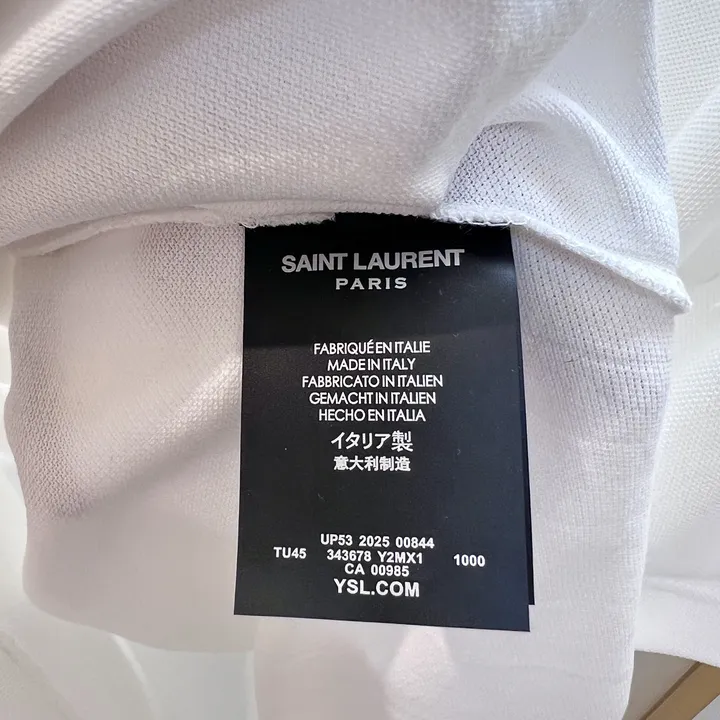 SAINT LAURENT
PARIS
FABRIQUÉ EN ITALIE
MADE IN ITALY
FABBRICATO IN ITALIEN
GEMACHT IN ITALIEN
HECHO EN ITALIA
イタリア製
意大利制造
UP53 2025 00844
TU45 343678 Y2MX1 1000
CA 00985
YSL.COM